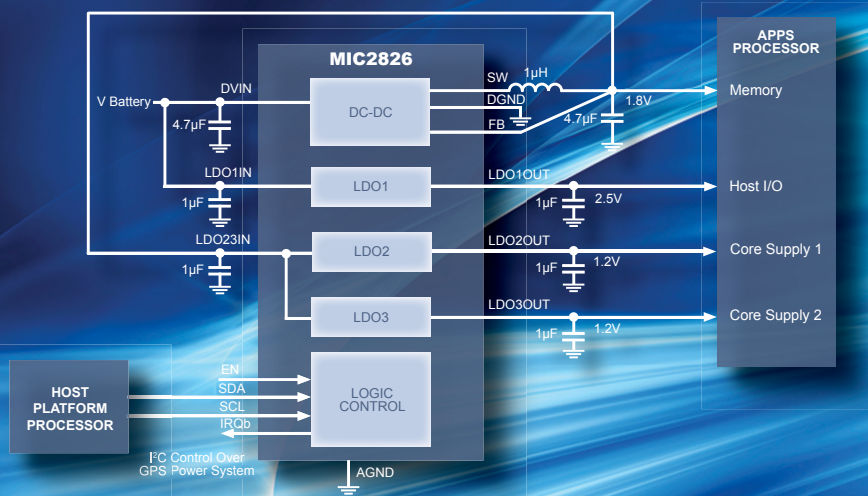 MIC2826
APPS
PROCESSOR
V Battery
DVIN
4.7µF
DC-DC
SW
1µH
DGND
FB
4.7µF
1.8V
Memory
LDO1IN
1µF
LDO1
LDO1OUT
1µF
2.5V
Host I/O
LDO23IN
1µF
LDO2
LDO2OUT
1µF
1.2V
Core Supply 1
LDO3
LDO3OUT
1µF
1.2V
Core Supply 2
HOST
PLATFORM
PROCESSOR
EN
SDA
SCL
IRQb
LOGIC
CONTROL
I²C Control Over
GPS Power System
AGND